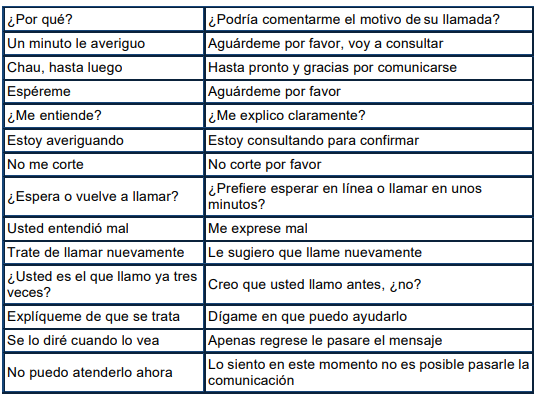 ¿Por qué? ¿Podría comentarme el motivo de su llamada?
Un minuto le averiguo Aguárdeme por favor, voy a consultar
Chau, hasta luego Hasta pronto y gracias por comunicarse
Espéreme Aguárdeme por favor
¿Me entiende? ¿Me explico claramente?
Estoy averiguando Estoy consultando para confirmar
No me corte No corte por favor
¿Espera o vuelve a llamar? ¿Prefiere esperar en línea o llamar en unos
minutos?
Usted entendió mal Me exprese mal
Trate de llamar nuevamente Le sugiero que llame nuevamente
¿Usted es el que llamo ya tres
veces?
Creo que usted llamo antes, ¿no?
Explíqueme de que se trata Dígame en que puedo ayudarlo
Se lo diré cuando lo vea Apenas regrese le pasare el mensaje
No puedo atenderlo ahora Lo siento en este momento no es posible pasarle la
comunicación